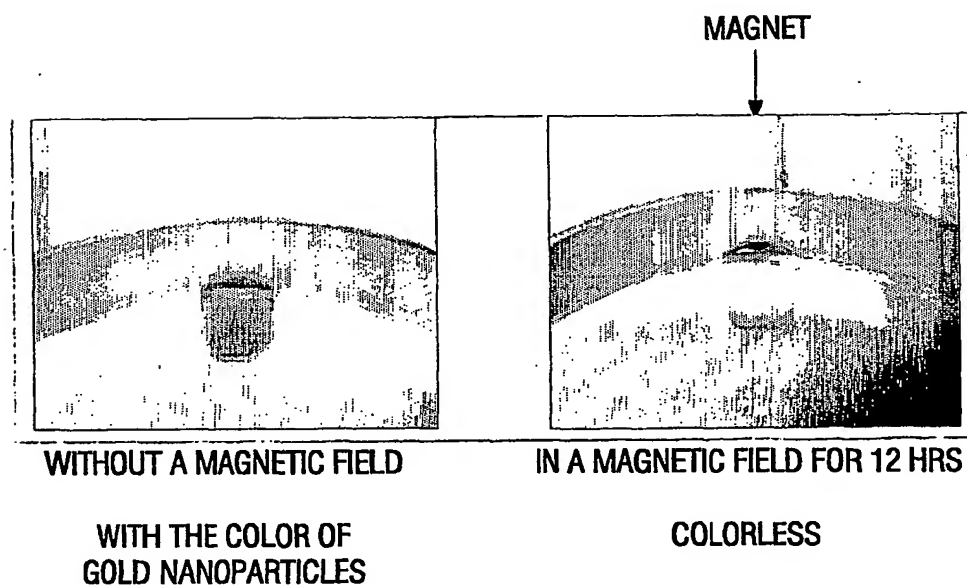 MAGNET
WITHOUT A MAGNETIC FIELD
IN A MAGNETIC FIELD FOR 12 HRS
WITH THE COLOR OF
GOLD NANOPARTICLES
COLORLESS